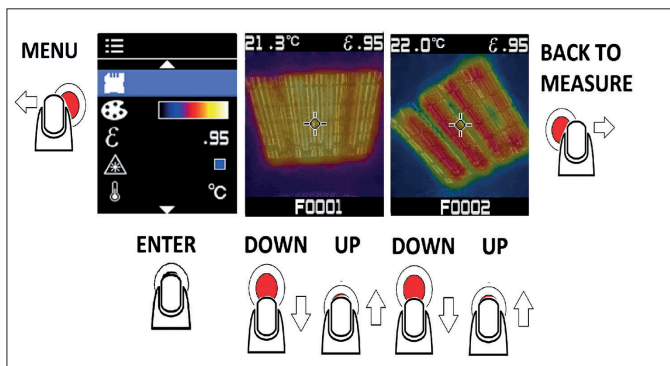 MENU
.95
°C
21.3°C ε.95
F0001
22.0°C ε.95
F0002
BACK TO
MEASURE
ENTER
DOWN UP
DOWN UP